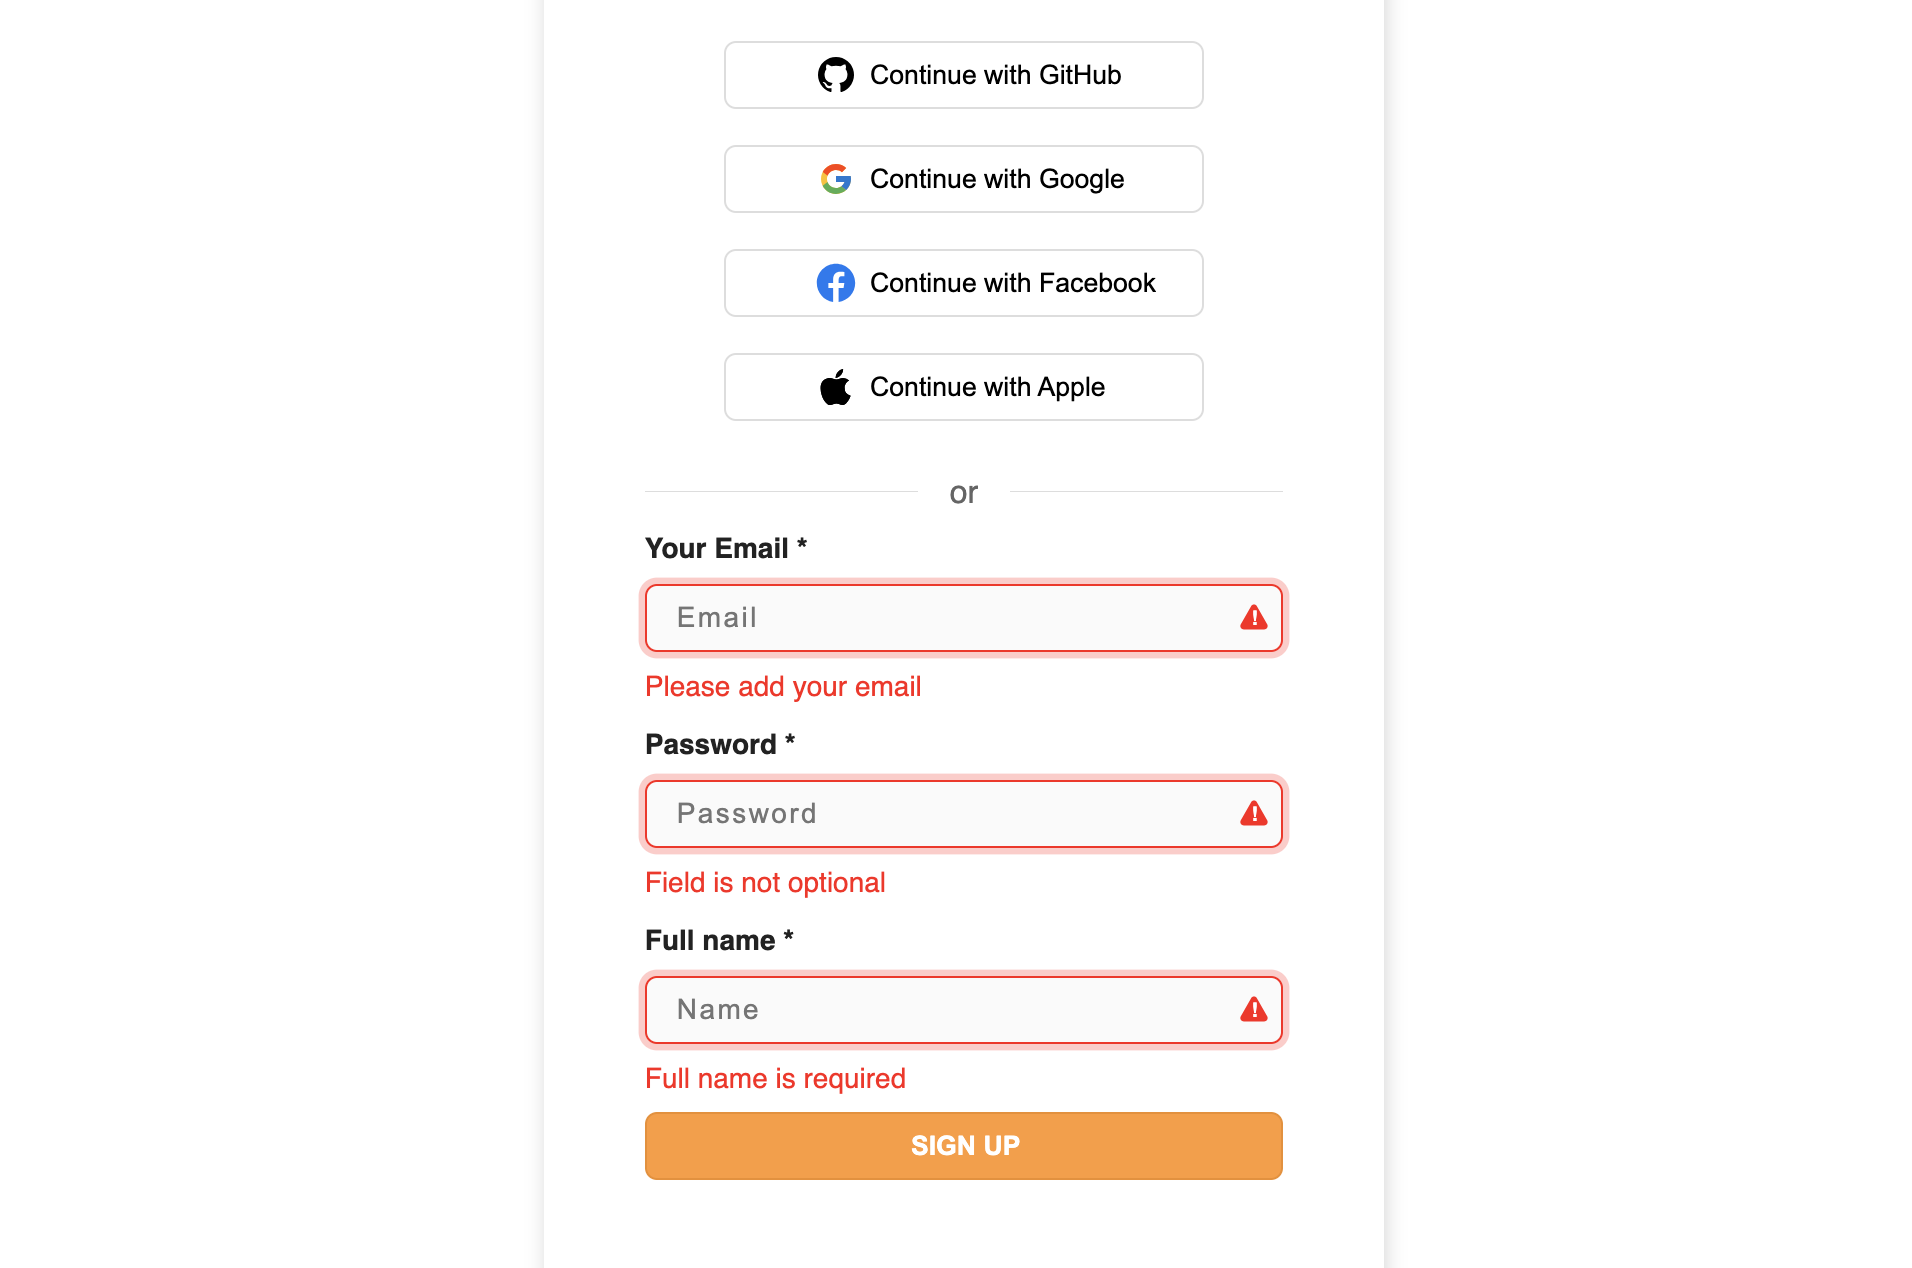 Continue with GitHub
Continue with Google
Continue with Facebook
Continue with Apple
or
Your Email *
Email
Please add your email
Password *
Password
Field is not optional
Full name *
Name
Full name is required
SIGN UP